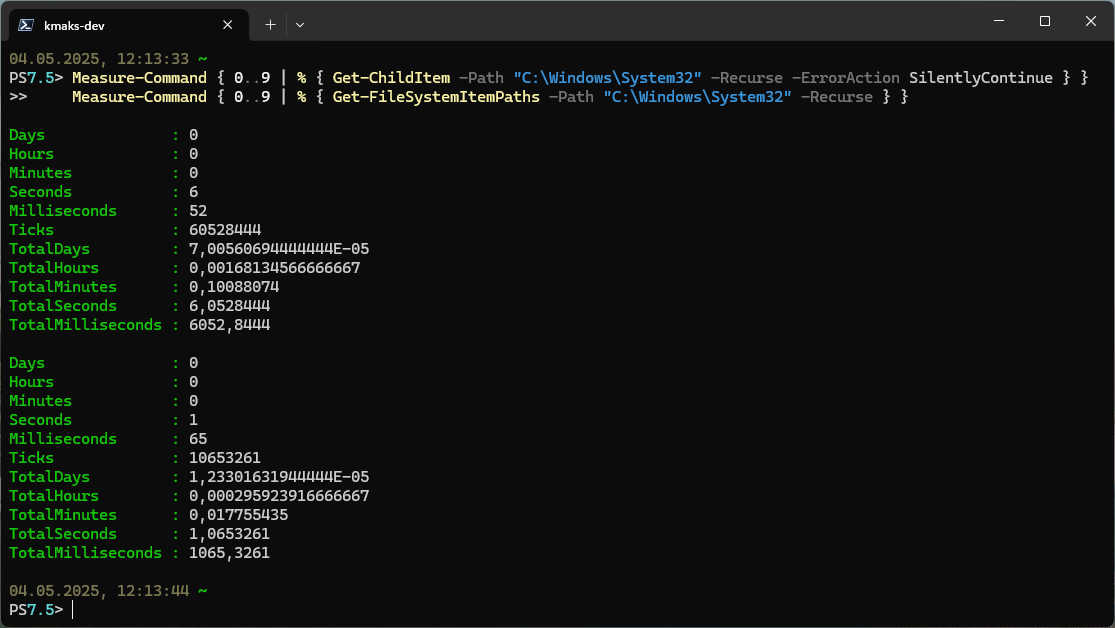 kmaks-dev
04.05.2025, 12:13:33 ~
PS7.5> Measure-Command { 0..9 | % { Get-ChildItem -Path "C:\Windows\System32" -Recurse -ErrorAction SilentlyContinue } }
>>     Measure-Command { 0..9 | % { Get-FileSystemItemPaths -Path "C:\Windows\System32" -Recurse } }
Days              : 0
Hours             : 0
Minutes           : 0
Seconds           : 6
Milliseconds      : 52
Ticks             : 60528444
TotalDays         : 7,00560694444444E-05
TotalHours        : 0,00168134566666667
TotalMinutes      : 0,10088074
TotalSeconds      : 6,0528444
TotalMilliseconds : 6052,8444
Days              : 0
Hours             : 0
Minutes           : 0
Seconds           : 1
Milliseconds      : 65
Ticks             : 10653261
TotalDays         : 1,23301631944444E-05
TotalHours        : 0,000295923916666667
TotalMinutes      : 0,017755435
TotalSeconds      : 1,0653261
TotalMilliseconds : 1065,3261
04.05.2025, 12:13:44 ~
PS7.5>